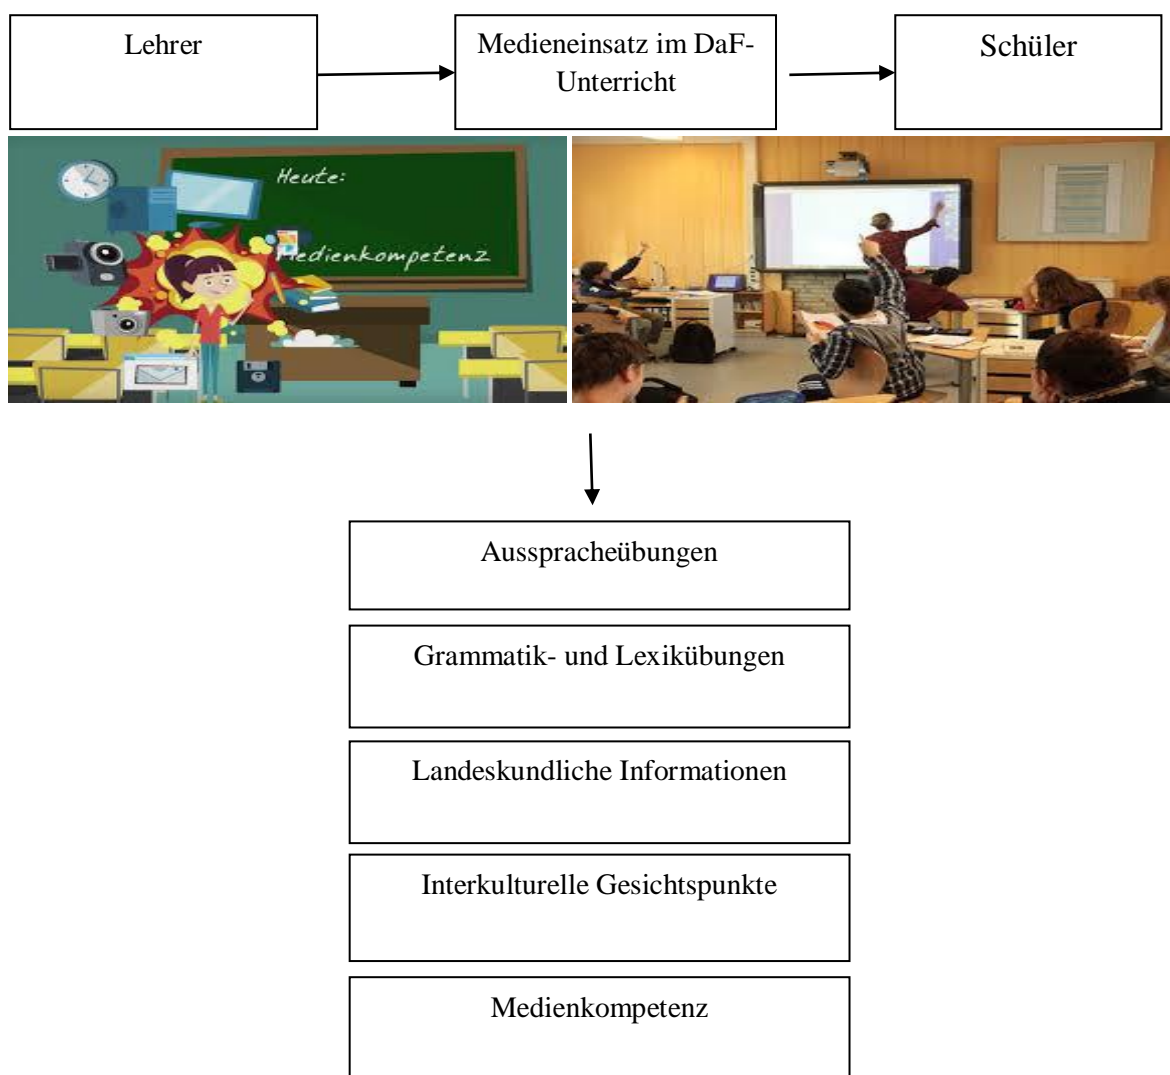 Lehrer
Medieneinsatz im DaF-
Unterricht
Schüler
Heute:
Medienkompetenz
Ausspracheübungen
Grammatik- und Lexikübungen
Landeskundliche Informationen
Interkulturelle Gesichtspunkte
Medienkompetenz